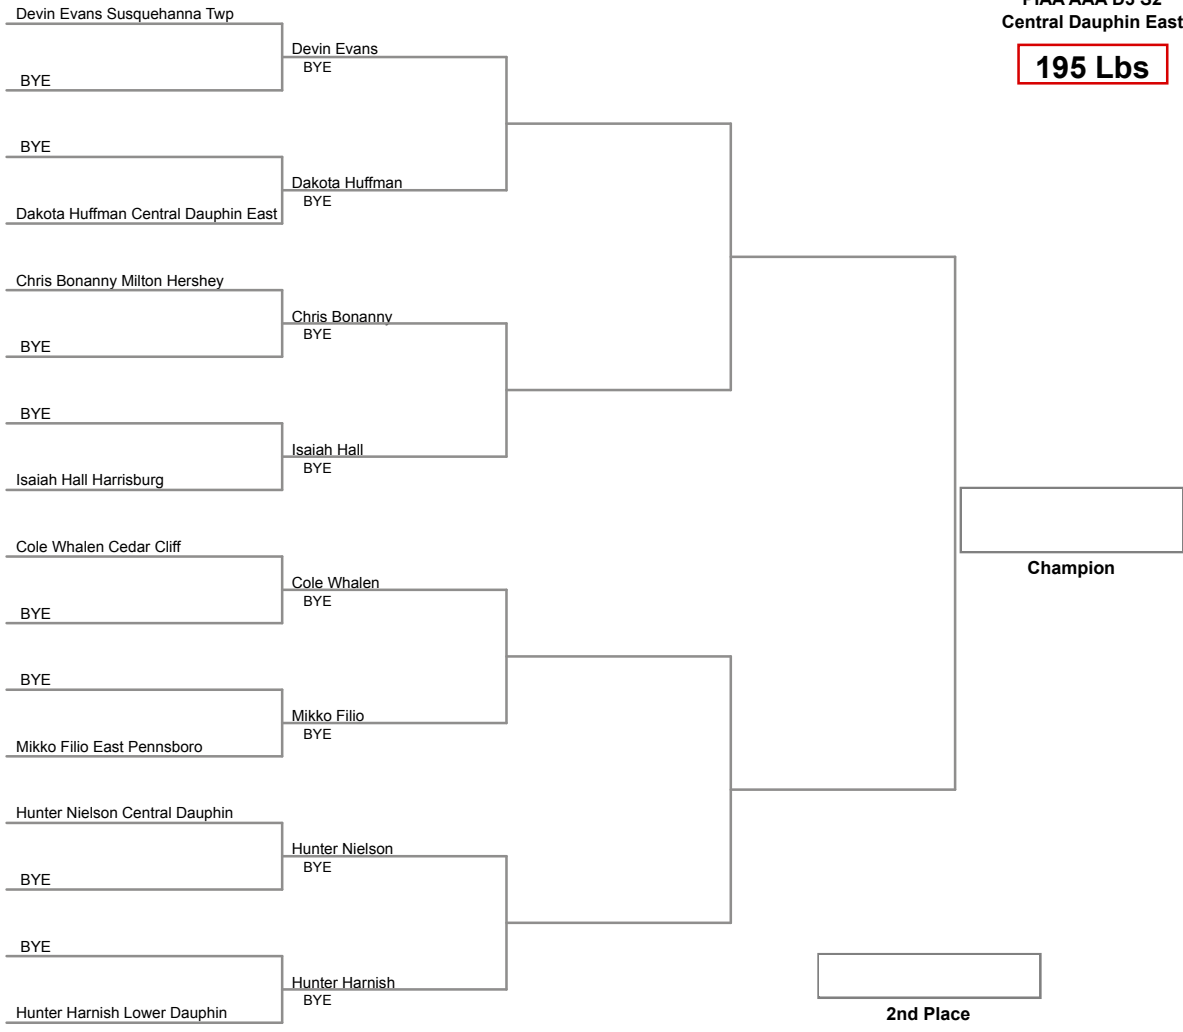 PIAA AAA D3 S2
Central Dauphin East
195 Lbs
Devin Evans Susquehanna Twp
BYE
BYE
Dakota Huffman Central Dauphin East
Chris Bonanny Milton Hershey
BYE
BYE
Isaiah Hall Harrisburg
Cole Whalen Cedar Cliff
BYE
BYE
Mikko Filio East Pennsboro
Hunter Nielson Central Dauphin
BYE
BYE
Hunter Harnish Lower Dauphin
Devin Evans
BYE
Dakota Huffman
BYE
Chris Bonanny
BYE
Isaiah Hall
BYE
Cole Whalen
BYE
Mikko Filio
BYE
Hunter Nielson
BYE
Hunter Harnish
BYE
Champion
2nd Place